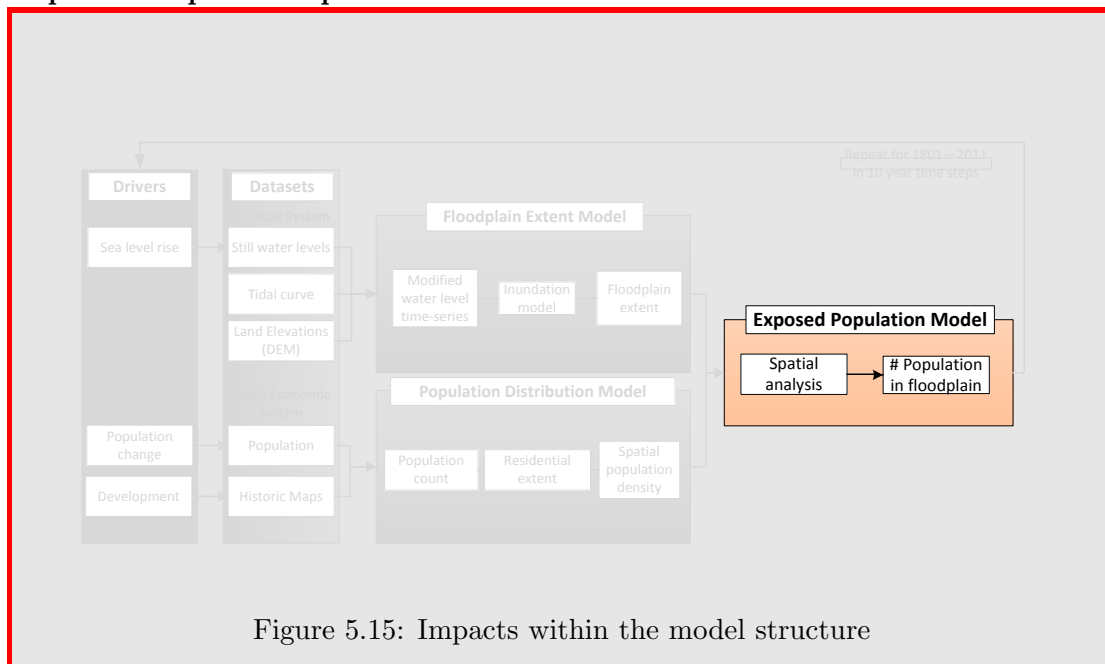 Repeat for 1801 – 2011
in 10 year time steps
Drivers
Datasets
Physical System
Floodplain Extent Model
Sea level rise
Still water levels
Tidal curve
Land Elevations
(DEM)
Modified
water level
time-series
Inundation
model
Floodplain
extent
Exposed Population Model
Spatial
analysis
# Population
in floodplain
System
Population Distribution Model
Population
change
Population
Development
Historic Maps
Population
count
Residential
extent
Spatial
population
density
Figure 5.15: Impacts within the model structure